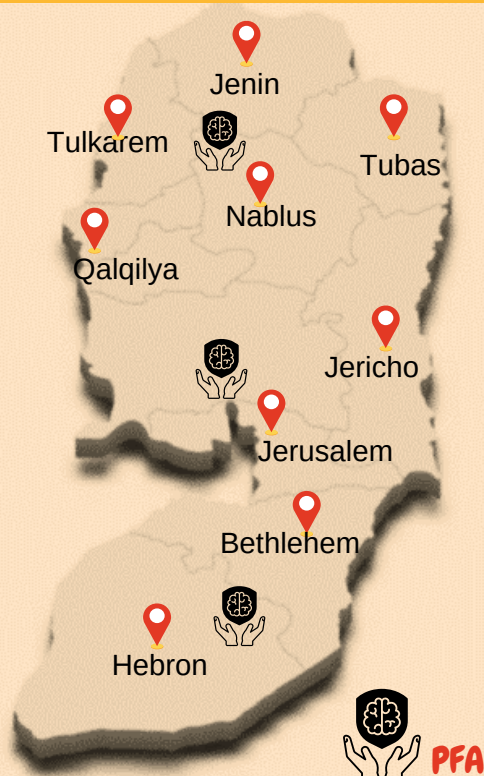 Jenin
Tulkarem
Tubas
Nablus
Qalqilya
Jericho
Jerusalem
Bethlehem
Hebron
PFA